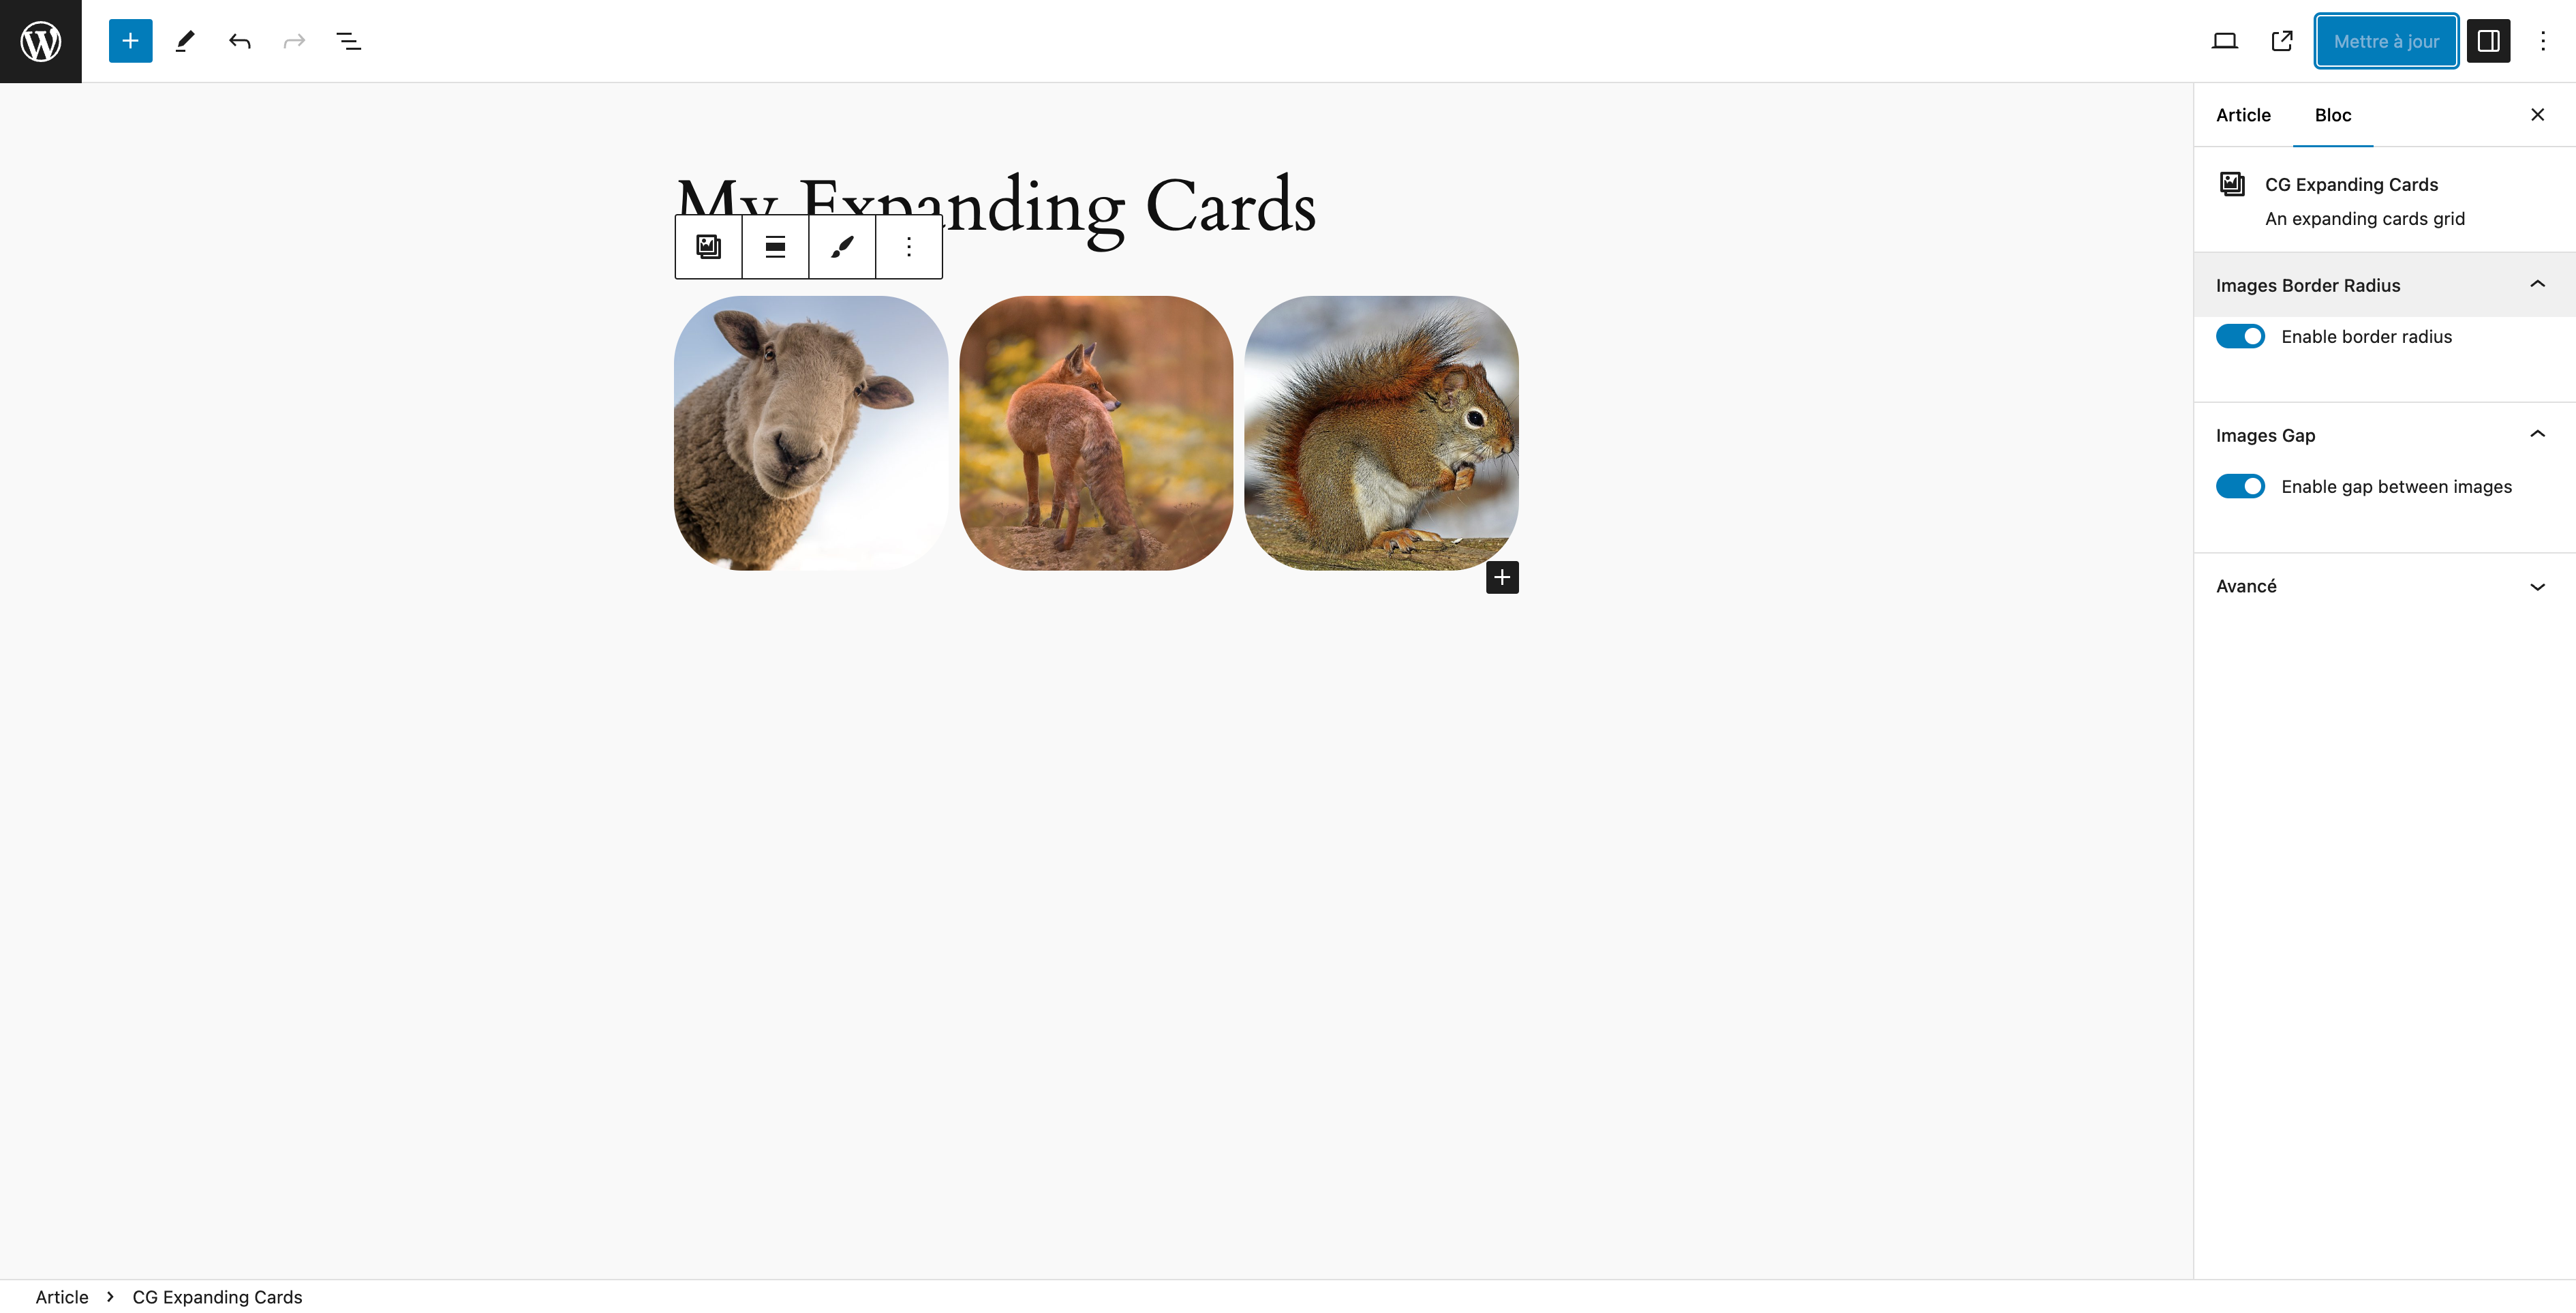 Mettre à jour
Article
Bloc
My Expanding Cards
CG Expanding Cards
An expanding cards grid
Images Border Radius
Enable border radius
Images Gap
Enable gap between images
Avancé
Article
CG Expanding Cards